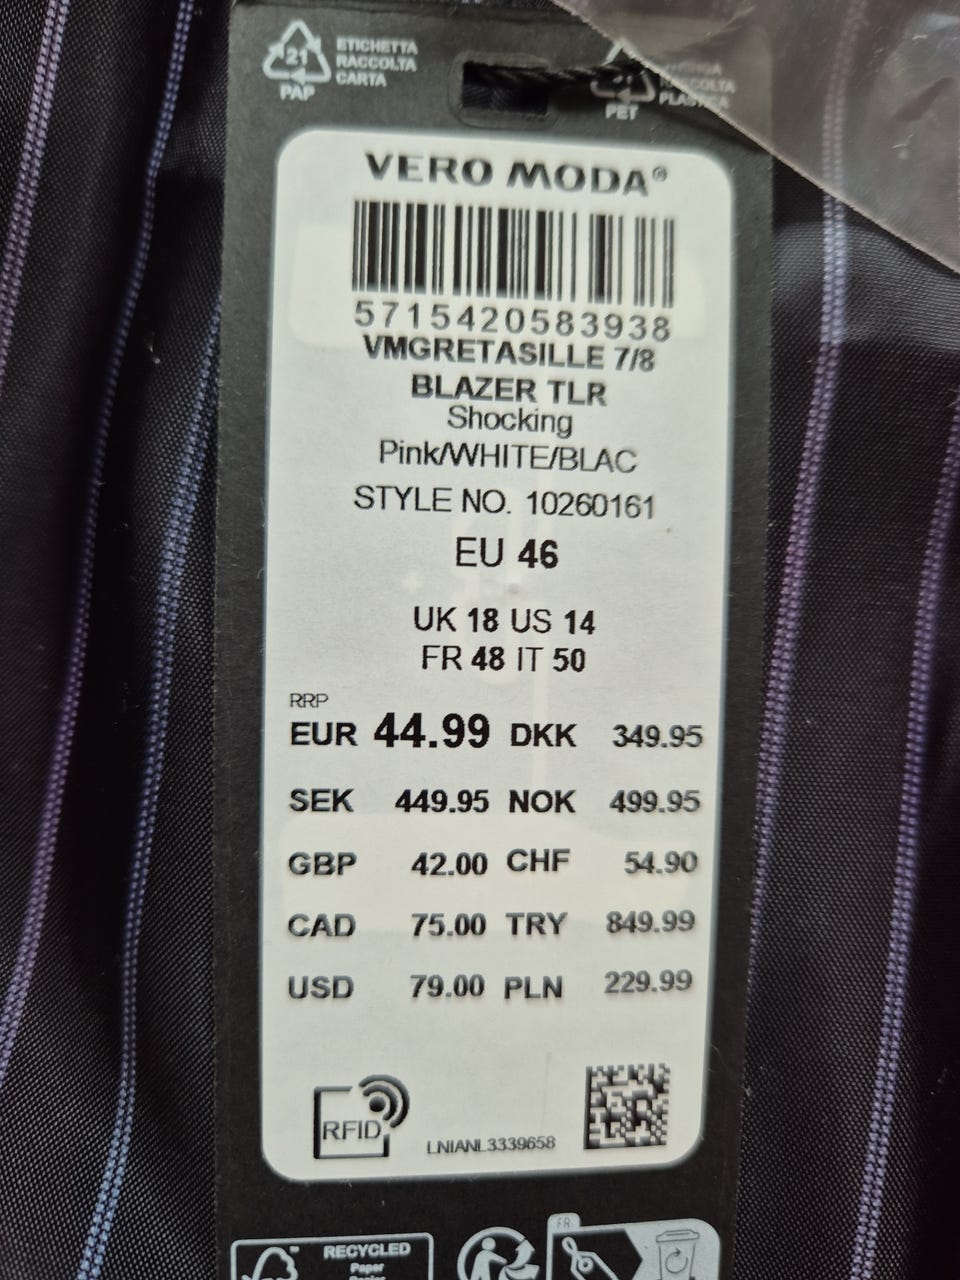 21
PAP
ETICHETTA
RACCOLTA
CARTA
RACCOLTA
PLASTICA
PET
VERO MODA®
5715420583938
VMGRETASILLE 7/8
BLAZER TLR
Shocking
Pink/WHITE/BLAC
STYLE NO. 10260161
EU 46
UK 18 US 14
FR 48 IT 50
RRP
EUR 44.99 DKK 349.95
SEK 449.95 NOK 499.95
GBP 42.00 CHF 54.90
CAD 75.00 TRY 849.99
USD 79.00 PLN 229.99
RFID
LNIANL3339658
FR
RECYCLED
Paper